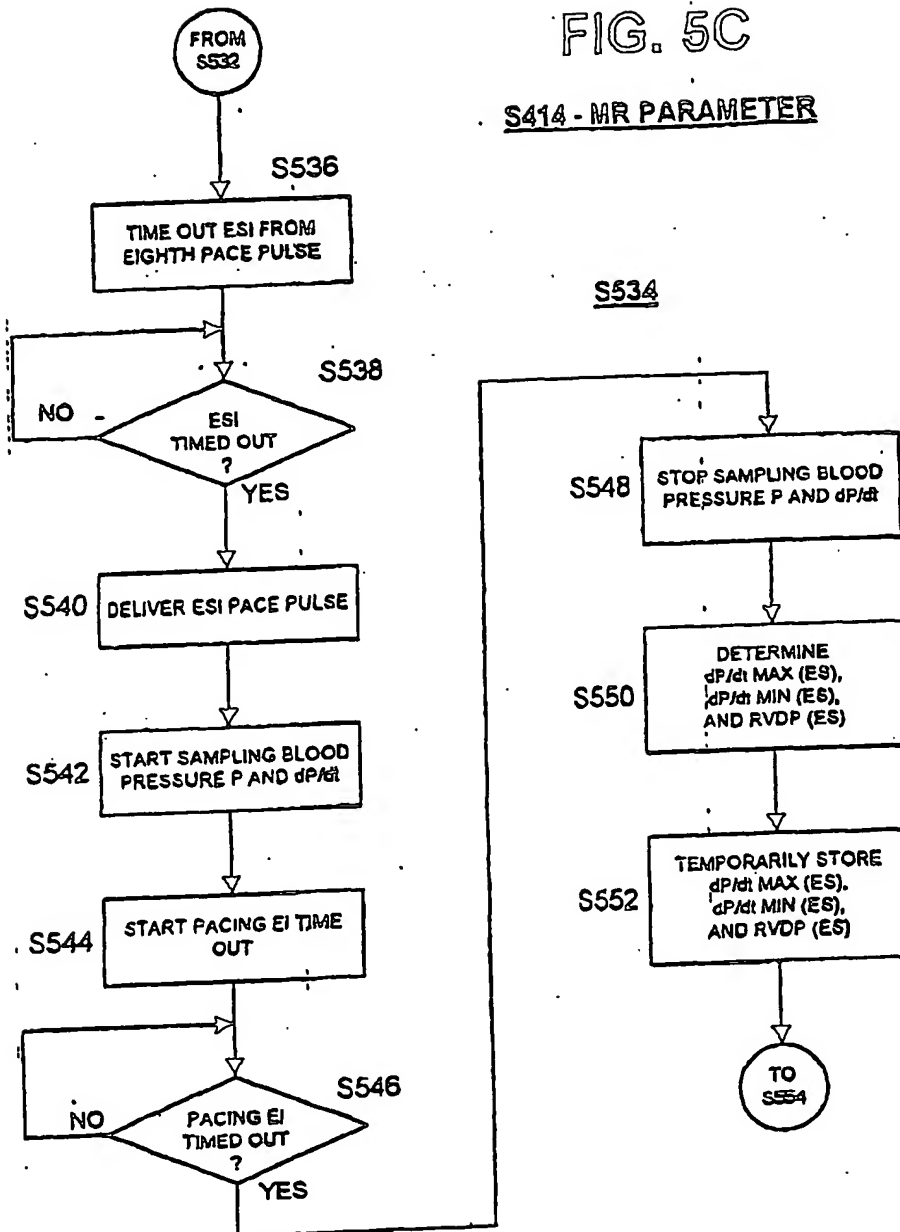 FIG. 5C
S414 - MR PARAMETER
FROM
S532
S536
TIME OUT ESI FROM
EIGHTH PACE PULSE
S538
ESI
TIMED OUT
?
NO
YES
S540
DELIVER ESI PACE PULSE
S542
START SAMPLING BLOOD
PRESSURE P AND dP/dt
S544
START PACING EI TIME
OUT
S546
PACING EI
TIMED OUT
?
NO
YES
S534
S548
STOP SAMPLING BLOOD
PRESSURE P AND dP/dt
S550
DETERMINE
dP/dt MAX (ES),
dP/dt MIN (ES),
AND RVDP (ES)
S552
TEMPORARILY STORE
dP/dt MAX (ES),
dP/dt MIN (ES),
AND RVDP (ES)
TO
S554